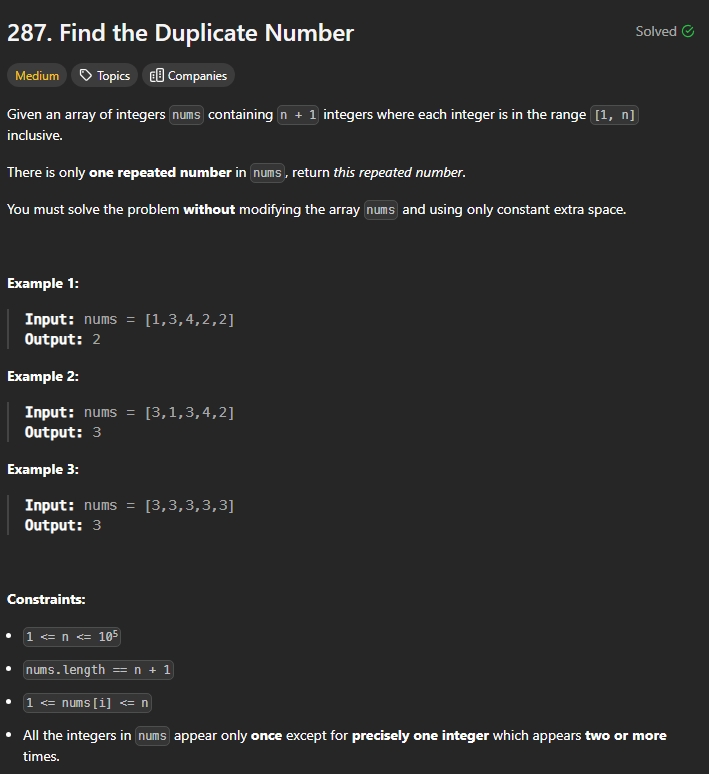 287. Find the Duplicate Number
Solved
Medium
Topics
Companies
Given an array of integers nums containing n + 1 integers where each integer is in the range [1, n]
inclusive.
There is only one repeated number in nums, return this repeated number.
You must solve the problem without modifying the array nums and using only constant extra space.
Example 1:
Input: nums = [1,3,4,2,2]
Output: 2
Example 2:
Input: nums = [3,1,3,4,2]
Output: 3
Example 3:
Input: nums = [3,3,3,3,3]
Output: 3
Constraints:
• 1 <= n <= 10⁵
• nums.length == n + 1
• 1 <= nums[i] <= n
• All the integers in nums appear only once except for precisely one integer which appears two or more
times.